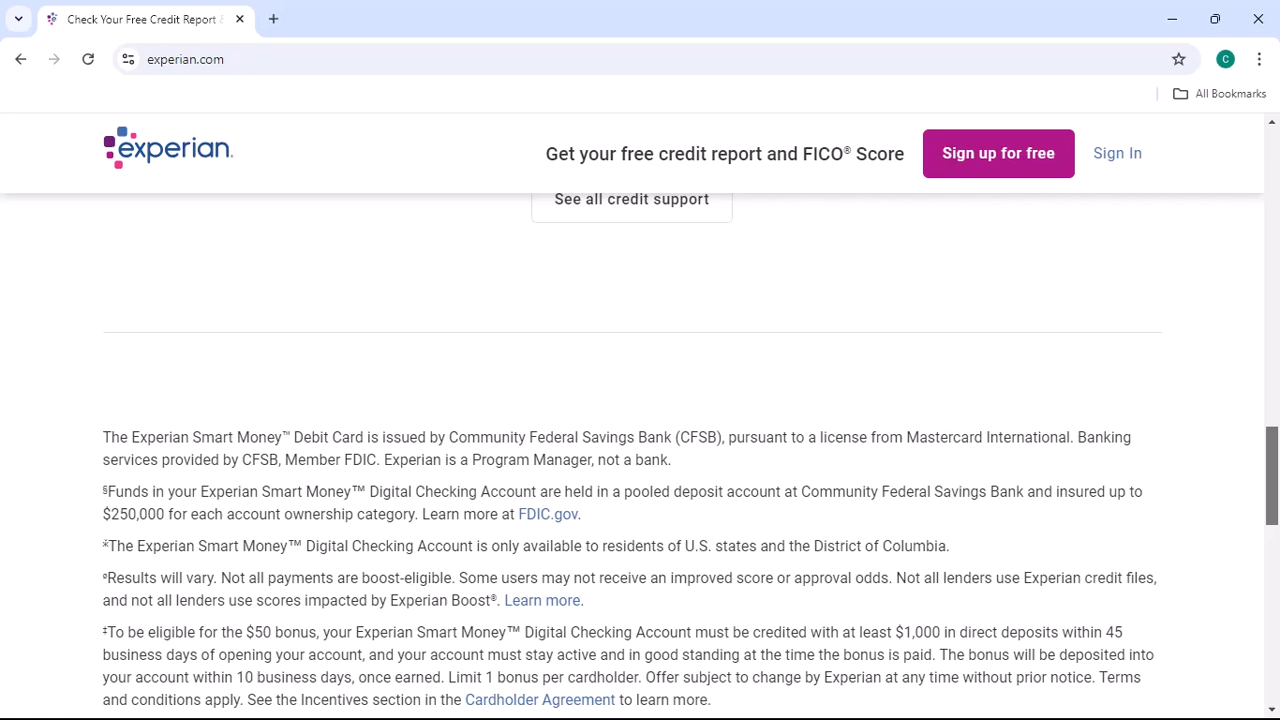 Check Your Free Credit Report &
experian.com
C
All Bookmarks
experian.
Get your free credit report and FICO® Score
Sign up for free
Sign In
See all credit support
The Experian Smart Money™ Debit Card is issued by Community Federal Savings Bank (CFSB), pursuant to a license from Mastercard International. Banking
services provided by CFSB, Member FDIC. Experian is a Program Manager, not a bank.
§Funds in your Experian Smart Money™ Digital Checking Account are held in a pooled deposit account at Community Federal Savings Bank and insured up to
$250,000 for each account ownership category. Learn more at FDIC.gov.
⁜The Experian Smart Money™ Digital Checking Account is only available to residents of U.S. states and the District of Columbia.
øResults will vary. Not all payments are boost-eligible. Some users may not receive an improved score or approval odds. Not all lenders use Experian credit files,
and not all lenders use scores impacted by Experian Boost®. Learn more.
‡To be eligible for the $50 bonus, your Experian Smart Money™ Digital Checking Account must be credited with at least $1,000 in direct deposits within 45
business days of opening your account, and your account must stay active and in good standing at the time the bonus is paid. The bonus will be deposited into
your account within 10 business days, once earned. Limit 1 bonus per cardholder. Offer subject to change by Experian at any time without prior notice. Terms
and conditions apply. See the Incentives section in the Cardholder Agreement to learn more.